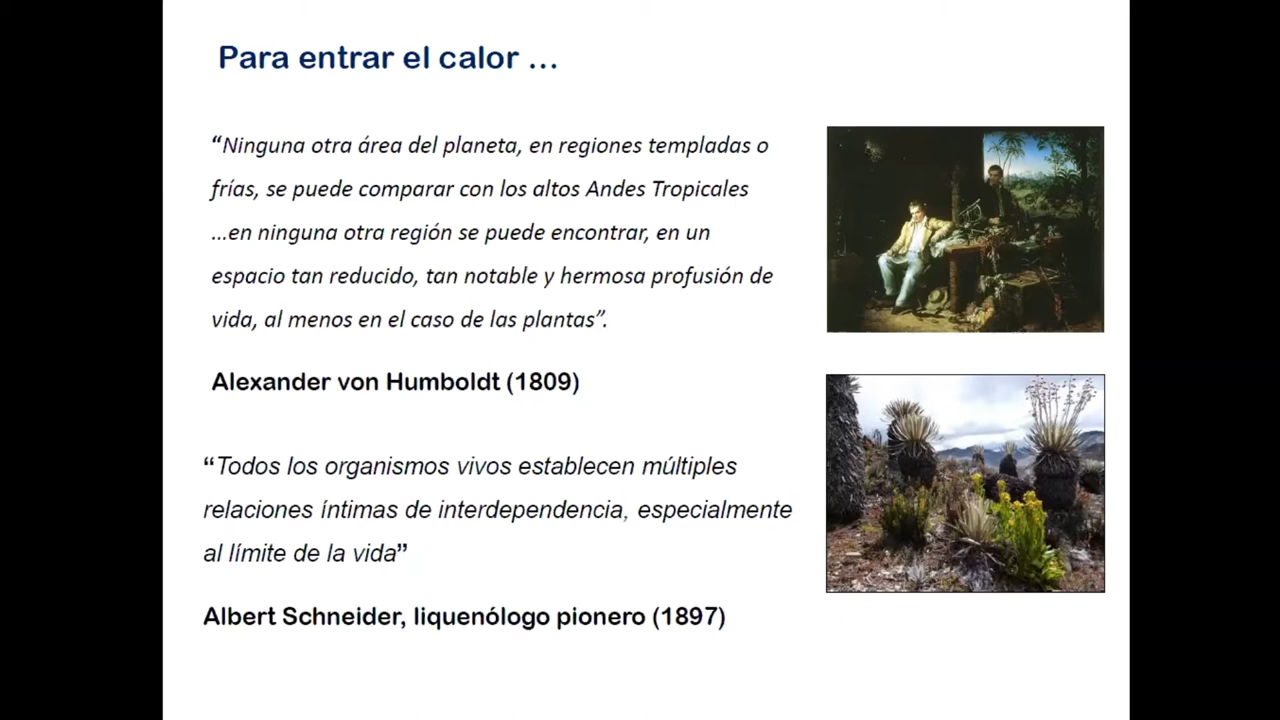 Para entrar el calor ...
“Ninguna otra área del planeta, en regiones templadas o
frías, se puede comparar con los altos Andes Tropicales
...en ninguna otra región se puede encontrar, en un
espacio tan reducido, tan notable y hermosa profusión de
vida, al menos en el caso de las plantas”.
Alexander von Humboldt (1809)
“Todos los organismos vivos establecen múltiples
relaciones íntimas de interdependencia, especialmente
al límite de la vida”
Albert Schneider, liquenólogo pionero (1897)